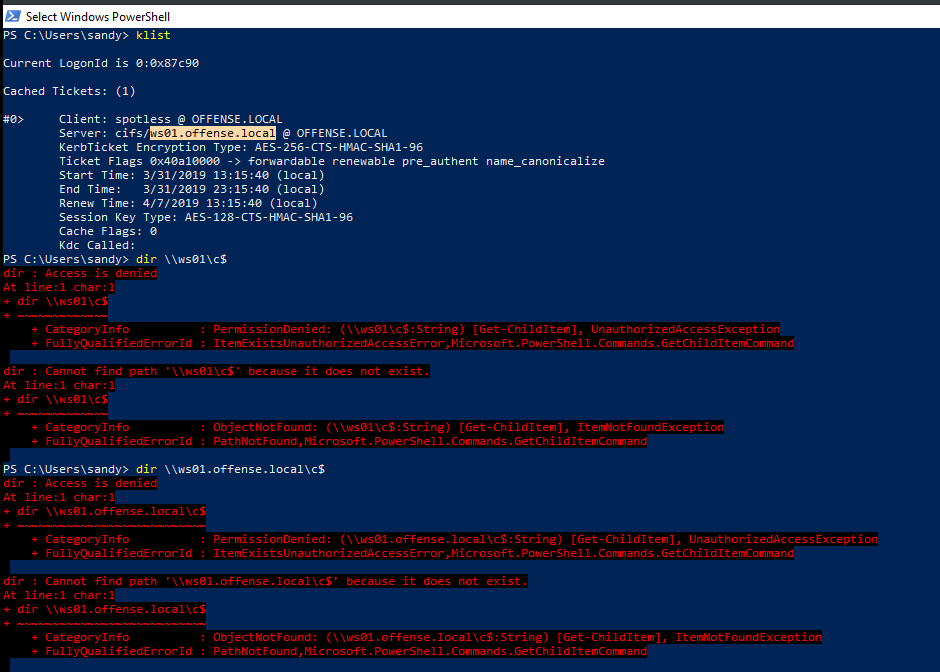 Select Windows PowerShell
PS C:\Users\sandy> klist
Current LogonId is 0:0x87c90
Cached Tickets: (1)
#0>     Client: spotless @ OFFENSE.LOCAL
        Server: cifs/ws01.offense.local @ OFFENSE.LOCAL
        KerbTicket Encryption Type: AES-256-CTS-HMAC-SHA1-96
        Ticket Flags 0x40a10000 -> forwardable renewable pre_authent name_canonicalize
        Start Time: 3/31/2019 13:15:40 (local)
        End Time:   3/31/2019 23:15:40 (local)
        Renew Time: 4/7/2019 13:15:40 (local)
        Session Key Type: AES-128-CTS-HMAC-SHA1-96
        Cache Flags: 0
        Kdc Called:
PS C:\Users\sandy> dir \\ws01\c$
dir : Access is denied
At line:1 char:1
+ dir \\ws01\c$
+ ~~~~~~~~~~~~~
    + CategoryInfo          : PermissionDenied: (\\ws01\c$:String) [Get-ChildItem], UnauthorizedAccessException
    + FullyQualifiedErrorId : ItemExistsUnauthorizedAccessError,Microsoft.PowerShell.Commands.GetChildItemCommand
dir : Cannot find path '\\ws01\c$' because it does not exist.
At line:1 char:1
+ dir \\ws01\c$
+ ~~~~~~~~~~~~~
    + CategoryInfo          : ObjectNotFound: (\\ws01\c$:String) [Get-ChildItem], ItemNotFoundException
    + FullyQualifiedErrorId : PathNotFound,Microsoft.PowerShell.Commands.GetChildItemCommand
PS C:\Users\sandy> dir \\ws01.offense.local\c$
dir : Access is denied
At line:1 char:1
+ dir \\ws01.offense.local\c$
+ ~~~~~~~~~~~~~~~~~~~~~~~~~~~
    + CategoryInfo          : PermissionDenied: (\\ws01.offense.local\c$:String) [Get-ChildItem], UnauthorizedAccessException
    + FullyQualifiedErrorId : ItemExistsUnauthorizedAccessError,Microsoft.PowerShell.Commands.GetChildItemCommand
dir : Cannot find path '\\ws01.offense.local\c$' because it does not exist.
At line:1 char:1
+ dir \\ws01.offense.local\c$
+ ~~~~~~~~~~~~~~~~~~~~~~~~~~~
    + CategoryInfo          : ObjectNotFound: (\\ws01.offense.local\c$:String) [Get-ChildItem], ItemNotFoundException
    + FullyQualifiedErrorId : PathNotFound,Microsoft.PowerShell.Commands.GetChildItemCommand